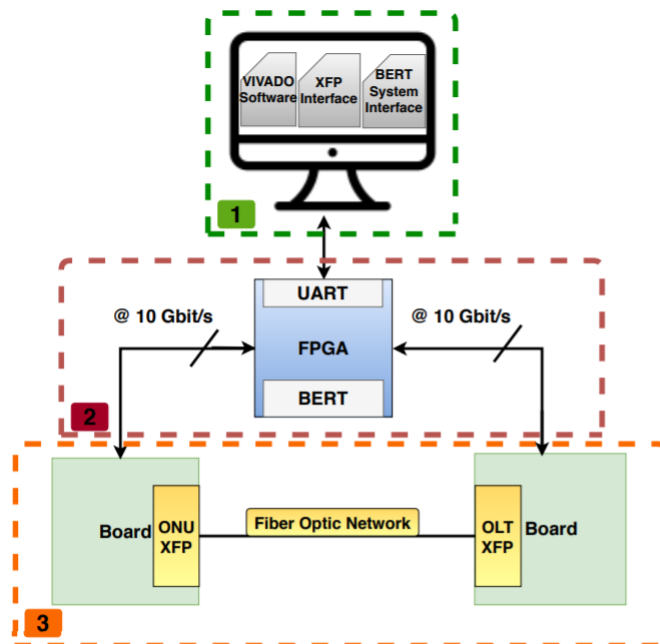 VIVADO
Software
XFP
Interface
BERT
System
Interface
1
UART
@ 10 Gbit/s
@ 10 Gbit/s
FPGA
BERT
2
Board
ONU
XFP
Fiber Optic Network
OLT
XFP
Board
3